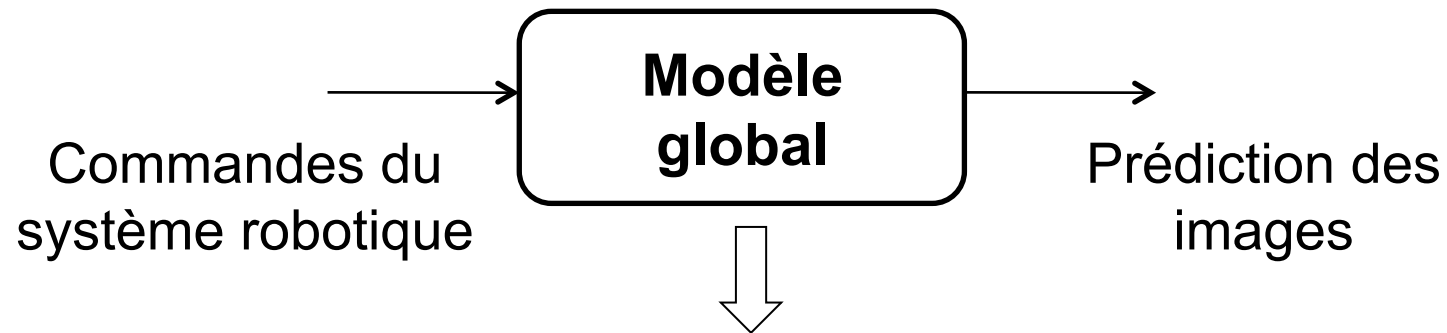 Modèle
global
Commandes du
système robotique
Prédiction des
images